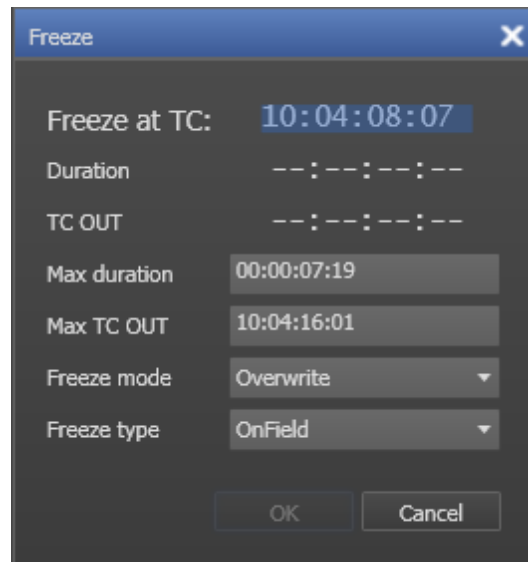 Freeze
Freeze at TC: 10:04:08:07
Duration --:--:--:--
TC OUT --:--:--:--
Max duration 00:00:07:19
Max TC OUT 10:04:16:01
Freeze mode Overwrite
Freeze type OnField
OK Cancel